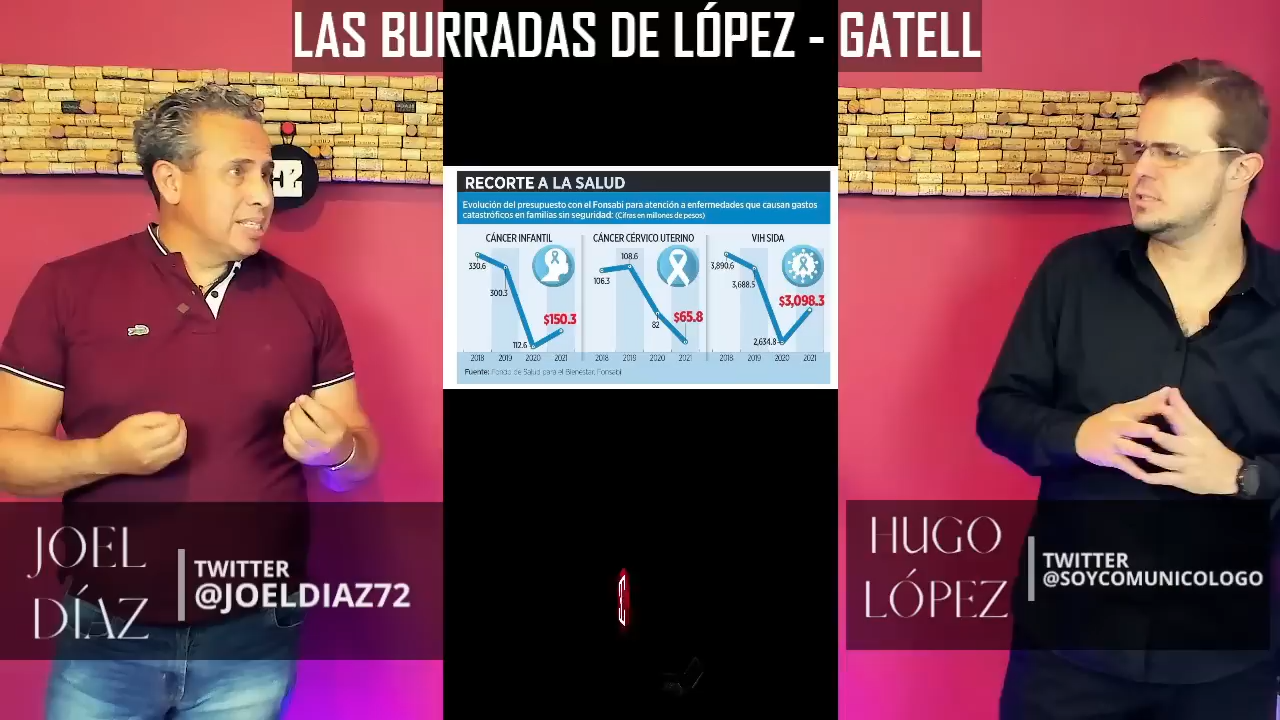 LAS BURRADAS DE LÓPEZ - GATELL
RECORTE A LA SALUD
Evolución del presupuesto con el Fonsabi para atención a enfermedades que causan gastos
catastróficos en familias sin seguridad: (Cifras en millones de pesos)
CÁNCER INFANTIL
330.6
300.3
112.6
$150.3
2018 2019 2020 2021
CÁNCER CÉRVICO UTERINO
106.3
108.6
82
$65.8
2018 2019 2020 2021
VIH SIDA
3,890.6
3,688.5
2,634.8
$3,098.3
2018 2019 2020 2021
Fuente: Fondo de Salud para el Bienestar, Fonsabi
JOEL
DÍAZ
TWITTER
@JOELDIAZ72
HUGO
LÓPEZ
TWITTER
@SOYCOMUNICOLOGO